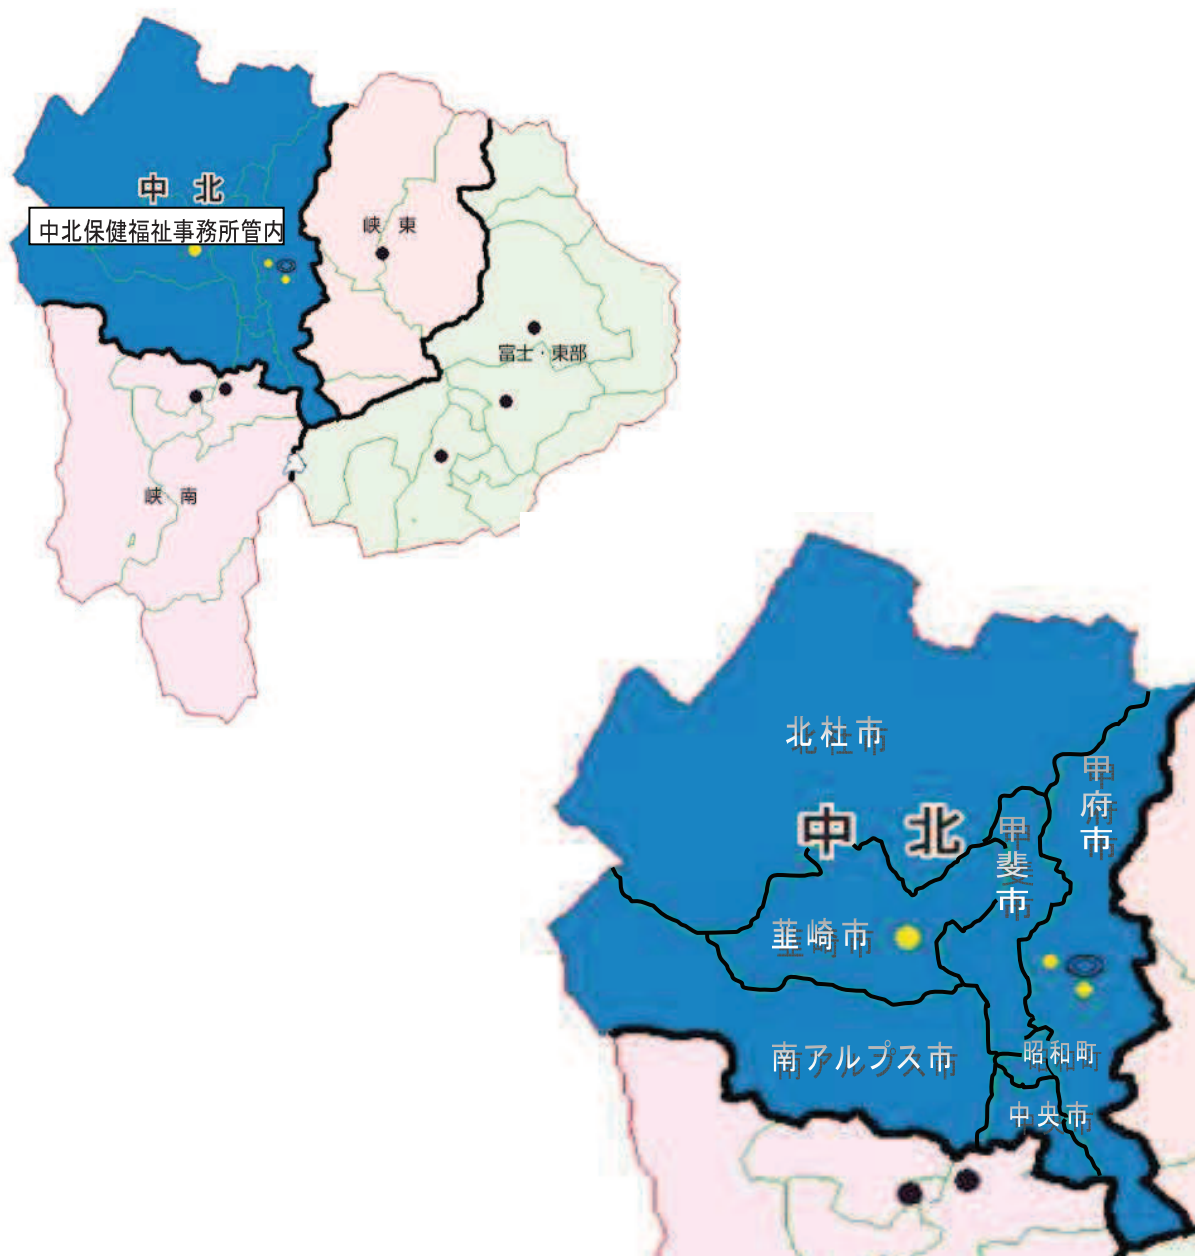 中北
中北保健福祉事務所管内
峡東
富士・東部
峡南
北杜市
甲府市
中北
甲斐市
韮崎市
南アルプス市
昭和町
中央市